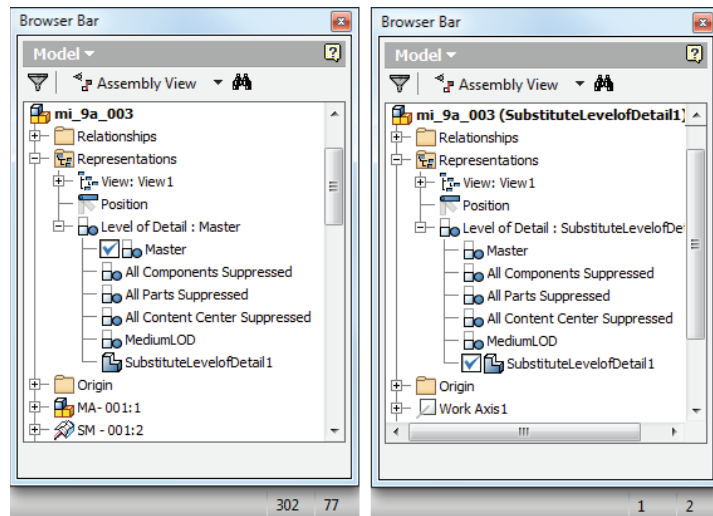 Browser Bar
Model
Assembly View
mi_9a_003
Relationships
Representations
View: View1
Position
Level of Detail : Master
Master
All Components Suppressed
All Parts Suppressed
All Content Center Suppressed
MediumLOD
SubstituteLevelofDetail1
Origin
MA-001:1
SM - 001:2
302 77
Browser Bar
Model
Assembly View
mi_9a_003 (SubstituteLevelofDetail1)
Relationships
Representations
View: View1
Position
Level of Detail : SubstituteLevelofDe
Master
All Components Suppressed
All Parts Suppressed
All Content Center Suppressed
MediumLOD
SubstituteLevelofDetail1
Origin
Work Axis1
1 2